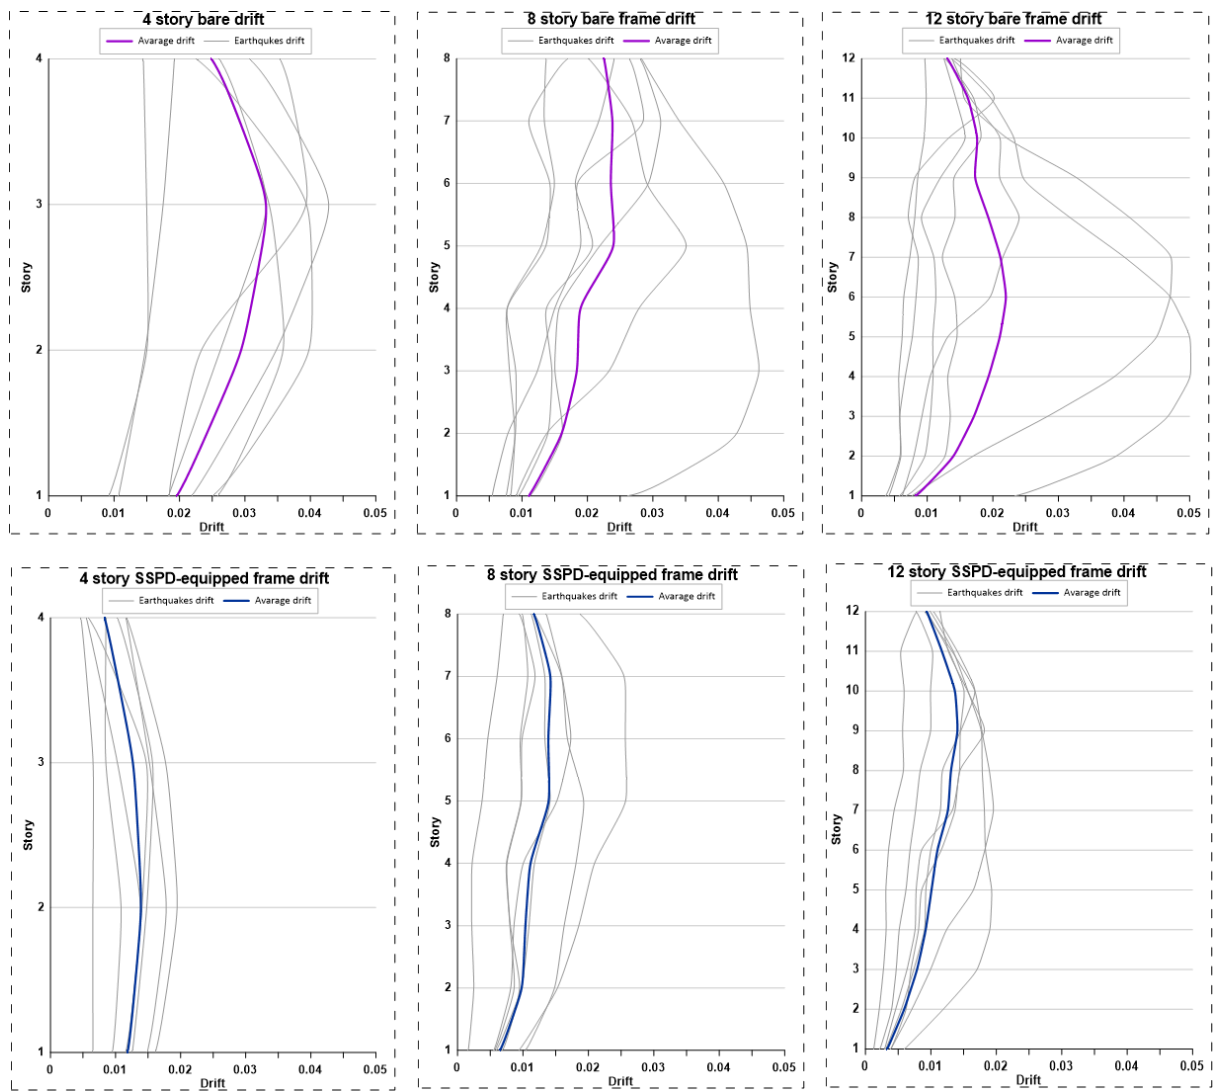 4 story bare drift
Avarage drift Earthqukes drift
4
3
2
1
Story
0 0.01 0.02 0.03 0.04 0.05
Drift
8 story bare frame drift
Earthquakes drift Avarage drift
8
7
6
5
4
3
2
1
Story
0 0.01 0.02 0.03 0.04 0.05
Drift
12 story bare frame drift
Earthquakes drift Avarage drift
12
11
10
9
8
7
6
5
4
3
2
1
Story
0 0.01 0.02 0.03 0.04 0.05
Drift
4 story SSPD-equipped frame drift
Earthquakes drift Avarage drift
4
3
2
1
Story
0 0.01 0.02 0.03 0.04 0.05
Drift
8 story SSPD-equipped frame drift
Earthquakes drift Avarage drift
8
7
6
5
4
3
2
1
Story
0 0.01 0.02 0.03 0.04 0.05
Drift
12 story SSPD-equipped frame drift
Earthquakes drift Avarage drift
12
11
10
9
8
7
6
5
4
3
2
1
Story
0 0.01 0.02 0.03 0.04 0.05
Drift